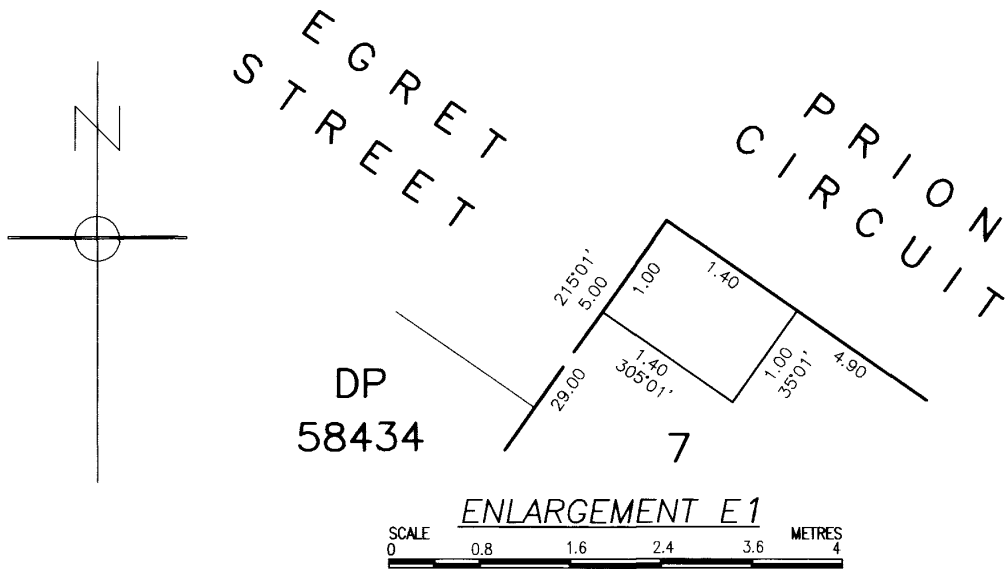 N
EGRET
STREET
PRION
CIRCUIT
215°01'
5.00
1.00
1.40
1.40
305°01'
1.00
35°01'
4.90
29.00
DP
58434
7
ENLARGEMENT E1
SCALE METRES
0 0.8 1.6 2.4 3.6 4